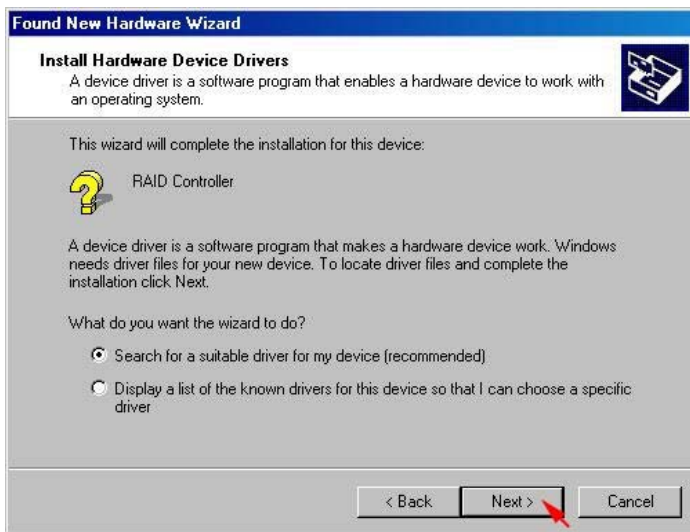 Found New Hardware Wizard
Install Hardware Device Drivers
A device driver is a software program that enables a hardware device to work with
an operating system.
This wizard will complete the installation for this device:
RAID Controller
A device driver is a software program that makes a hardware device work. Windows
needs driver files for your new device. To locate driver files and complete the
installation click Next.
What do you want the wizard to do?
Search for a suitable driver for my device (recommended)
Display a list of the known drivers for this device so that I can choose a specific
driver
< Back
Next >
Cancel